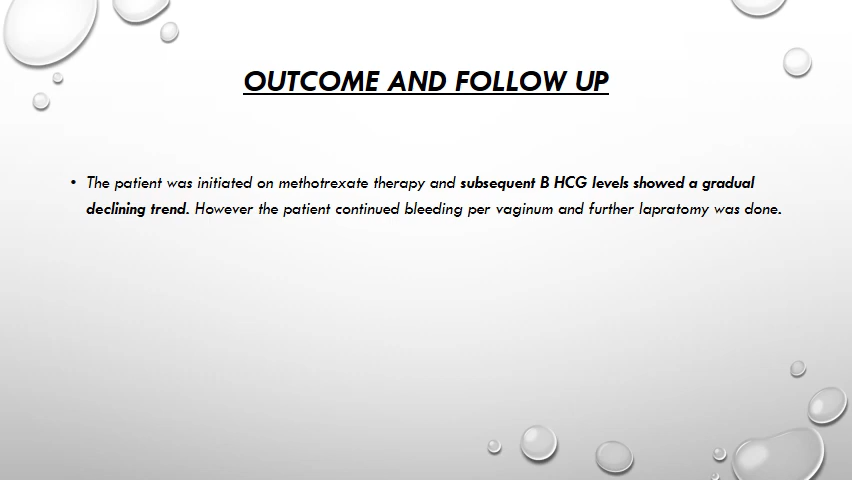 OUTCOME AND FOLLOW UP
• The patient was initiated on methotrexate therapy and subsequent B HCG levels showed a gradual
declining trend. However the patient continued bleeding per vaginum and further lapratomy was done.